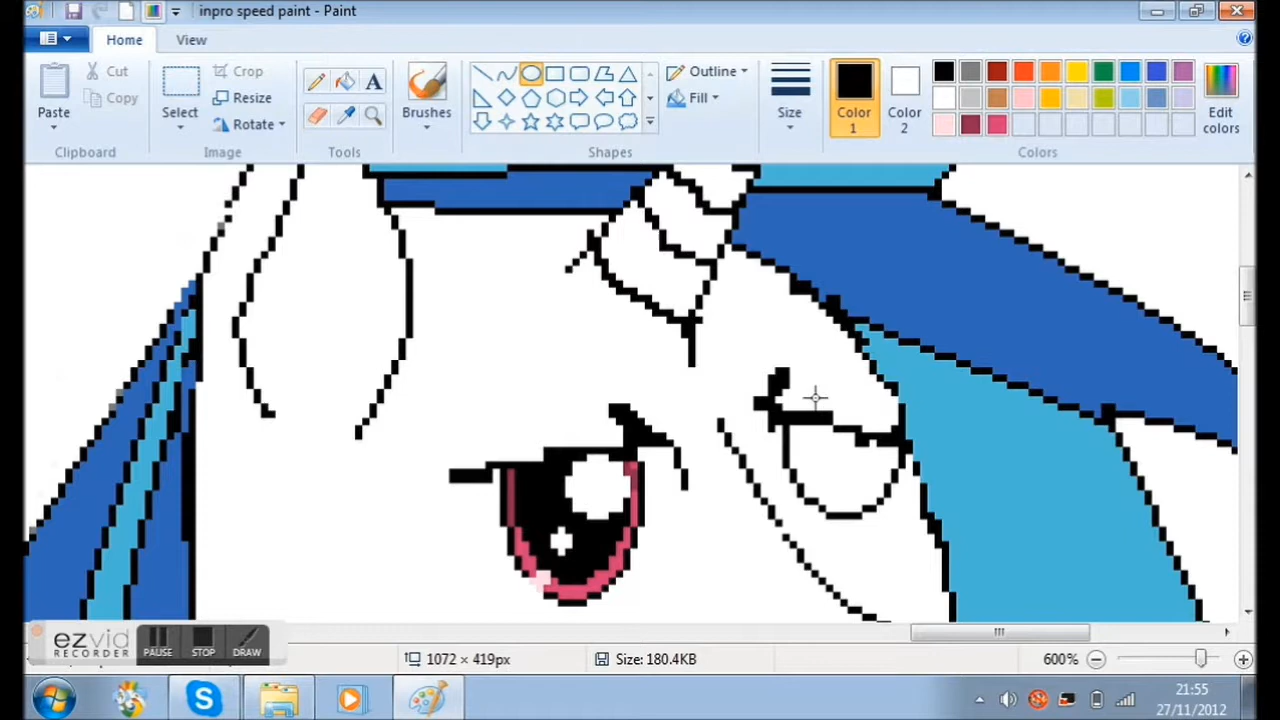 inpro speed paint - Paint
Home View
Paste
Cut
Copy
Clipboard
Select
Crop
Resize
Rotate
Image
A
Tools
Brushes
Outline
Fill
Shapes
Size
Color 1
Color 2
Edit colors
Colors
ezvid
RECORDER
PAUSE STOP DRAW
1072 × 419px
Size: 180.4KB
600%
21:55
27/11/2012